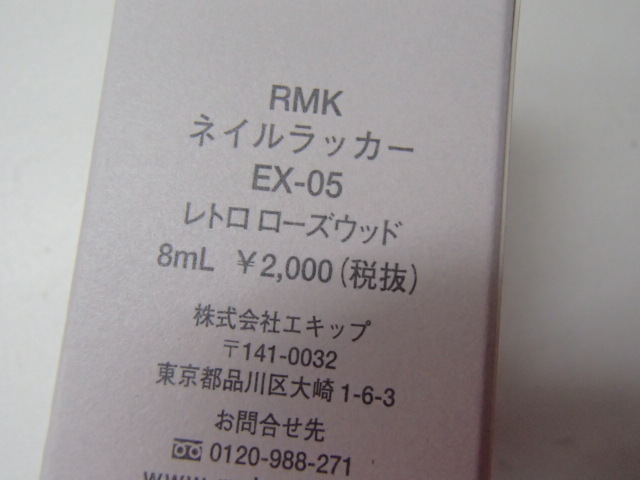 RMK
ネイルラッカー
EX-05
レトロ ローズウッド
8mL ￥2,000(税抜)
株式会社エキップ
〒141-0032
東京都品川区大崎1-6-3
お問合せ先
0120-988-271